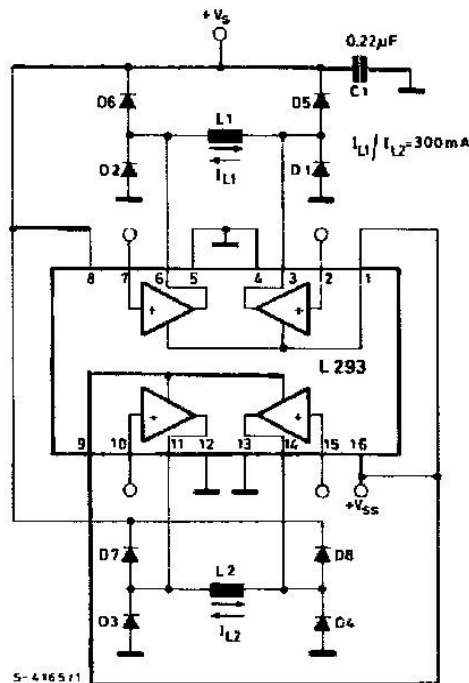 +Vs
0.22µF
C1
D6
L1
D5
IL1/IL2=300mA
D2
IL1
D1
8 7 6 5 4 3 2 1
+ +
L293
+ +
9 10 11 12 13 14 15 16
+Vss
D7
L2
D8
D3
IL2
D4
S-4165/1